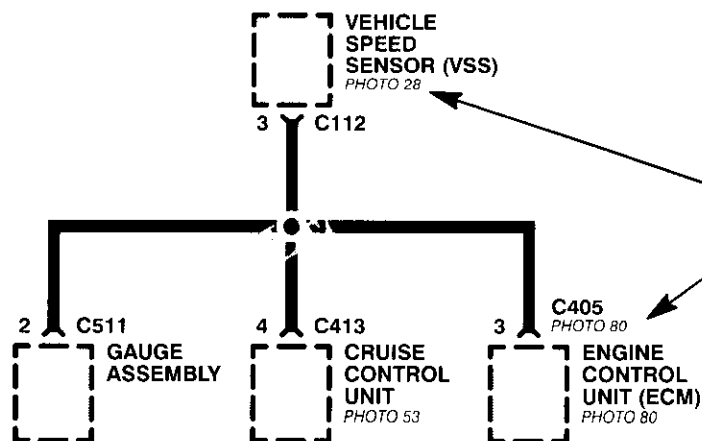 VEHICLE
SPEED
SENSOR (VSS)
PHOTO 28
3 C112
2 C511
GAUGE
ASSEMBLY
4 C413
CRUISE
CONTROL
UNIT
PHOTO 53
C405
3 PHOTO 80
ENGINE
CONTROL
UNIT (ECM)
PHOTO 80